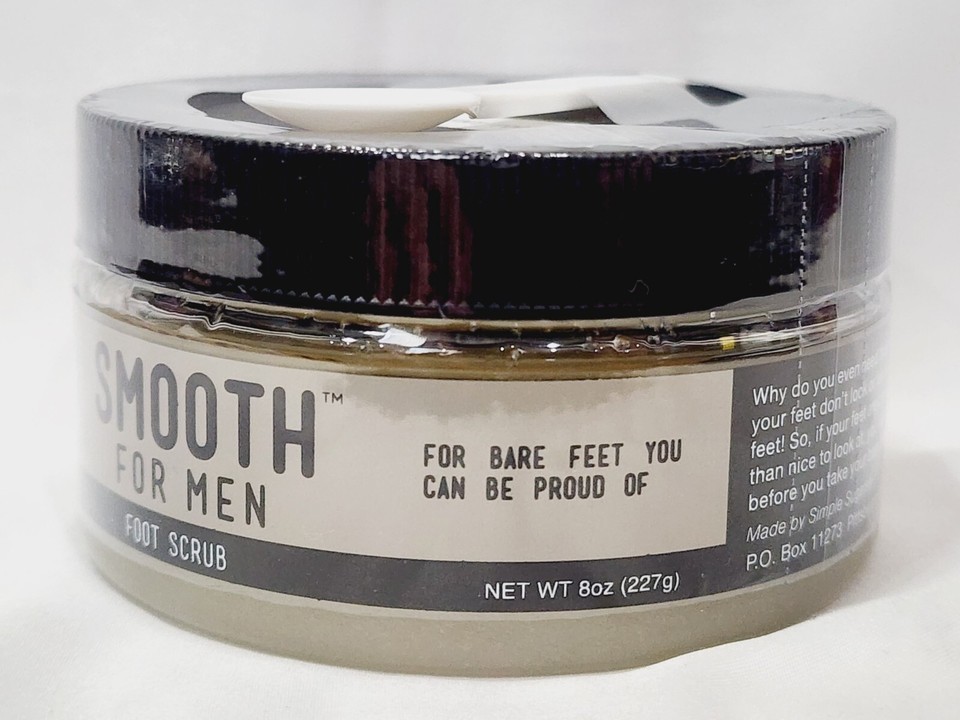 SMOOTH™
FOR MEN
FOOT SCRUB
FOR BARE FEET YOU
CAN BE PROUD OF
NET WT 8oz (227g)
Why do you even
your feet don't look
feet! So, if your feet
than nice to look
before you take
Made by Simple
P.O. Box 11273